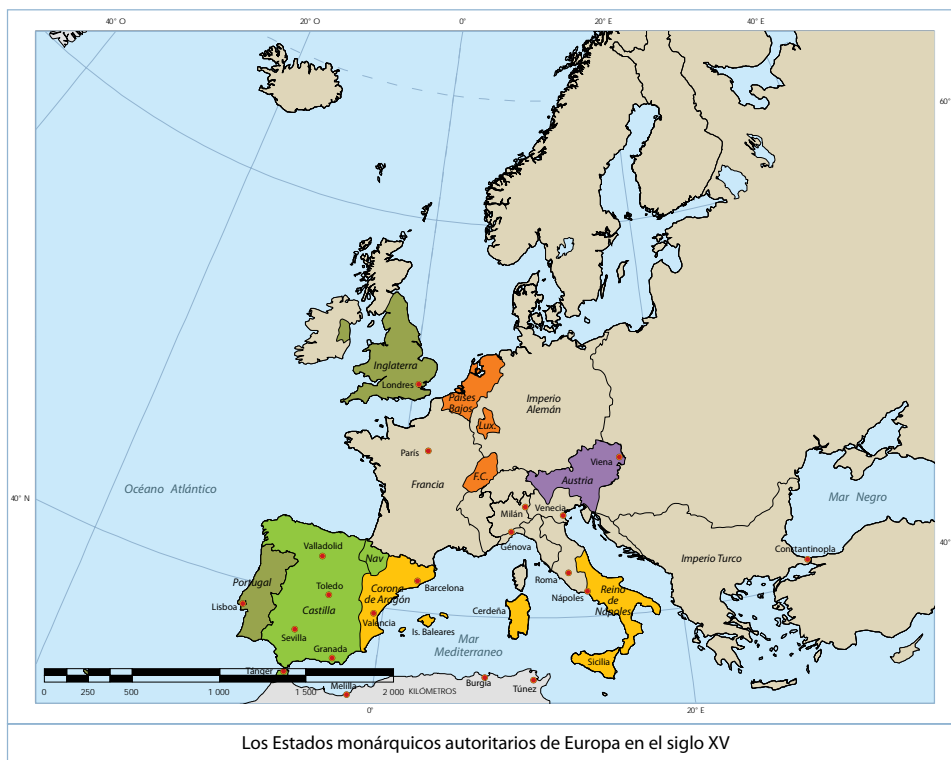 40° O
20° O
0°
20° E
40° E
60°
Inglaterra
Londres
Países
Bajos
Imperio
Alemán
Lux.
París
Francia
F.C.
Viena
Austria
Océano Atlántico
40° N
Mar Negro
Milán
Venecia
Génova
Constantinopla
40°
Imperio Turco
Valladolid
Nav
Portugal
Toledo
Corona
de Aragón
Barcelona
Roma
Nápoles
Reino
de
Nápoles
Lisboa
Castilla
Valencia
Cerdeña
Is. Baleares
Sevilla
Mar
Mediterraneo
Granada
Sicilia
Tánger
Melilla
Burgia
Túnez
0
250
500
1 000
1 500
2 000 KILÓMETROS
0°
20° E
Los Estados monárquicos autoritarios de Europa en el siglo XV